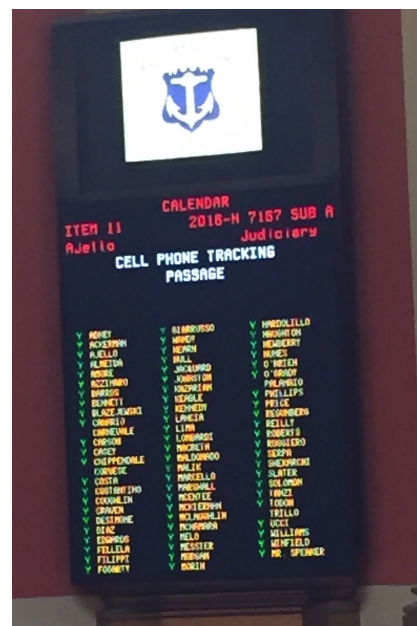 CALENDAR
ITEM 11 2016-H 7167 SUB A
Ajello Judiciary
CELL PHONE TRACKING
PASSAGE
Y ABNEY
Y ACKERMAN
Y AJELLO
Y ALMEIDA
Y AMORE
Y AZZINARO
Y BARROS
Y BENNETT
Y BLAZEJEWSKI
Y CANARIO
CARNEVALE
Y CARSON
Y CASEY
Y CHIPPENDALE
CORVESE
Y COSTA
Y COSTANTINO
Y COUGHLIN
Y CRAVEN
Y DESIMONE
Y DIAZ
Y EDWARDS
Y FELLELA
Y FILIPPI
Y FOGARTY
Y GIARRUSSO
Y HANDY
Y HEARN
Y HULL
Y JACQUARD
Y JOHNSTON
Y KAZARIAN
Y KEABLE
Y KENNEDY
Y LANCIA
Y LIMA
Y LOMBARDI
Y MACBETH
Y MALDONADO
Y MALIK
Y MARCELLO
Y MARSHALL
Y MCENTEE
Y MCKIERNAN
Y MCLAUGHLIN
Y MCNAMARA
Y MELO
Y MESSIER
Y MORGAN
Y MORIN
Y NARDOLILLO
Y NAUGHTON
Y NEWBERRY
Y NUNES
Y O'BRIEN
Y O'GRADY
PALANGIO
Y PHILLIPS
Y PRICE
Y REGUNBERG
Y REILLY
Y ROBERTS
Y RUGGIERO
Y SERPA
Y SHEKARCHI
Y SLATER
Y SOLOMON
Y TANZI
Y TOBON
TRILLO
Y UCCI
Y WILLIAMS
Y WINFIELD
Y MR. SPEAKER